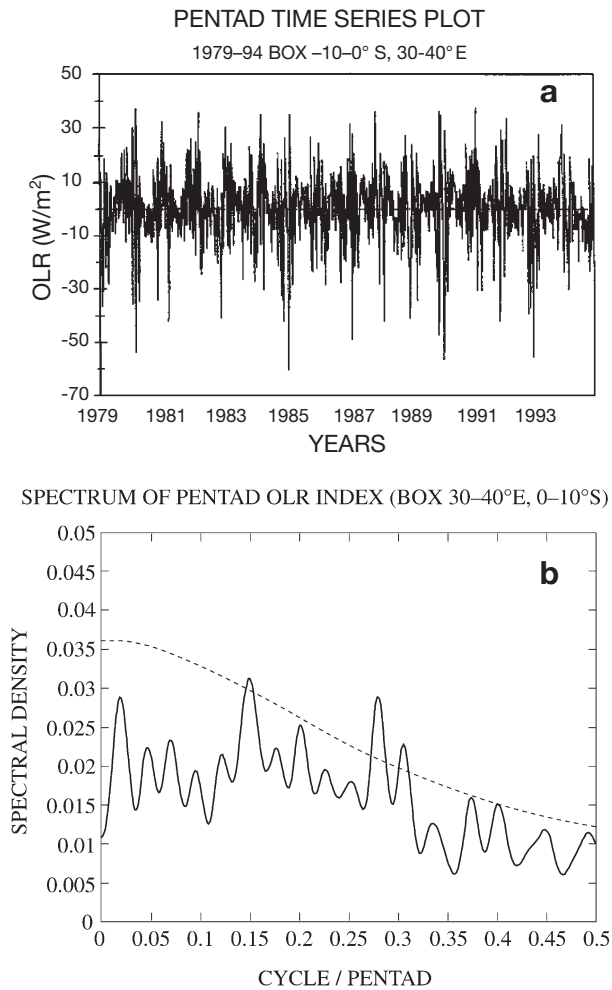 PENTAD TIME SERIES PLOT
1979–94 BOX –10–0° S, 30-40°E
50
a
30
10
-10
-30
-50
-70
OLR (W/m²)
1979 1981 1983 1985 1987 1989 1991 1993
YEARS
SPECTRUM OF PENTAD OLR INDEX (BOX 30–40°E, 0–10°S)
0.05
b
0.045
0.04
0.035
0.03
0.025
0.02
0.015
0.01
0.005
0
SPECTRAL DENSITY
0 0.05 0.1 0.15 0.2 0.25 0.3 0.35 0.4 0.45 0.5
CYCLE / PENTAD